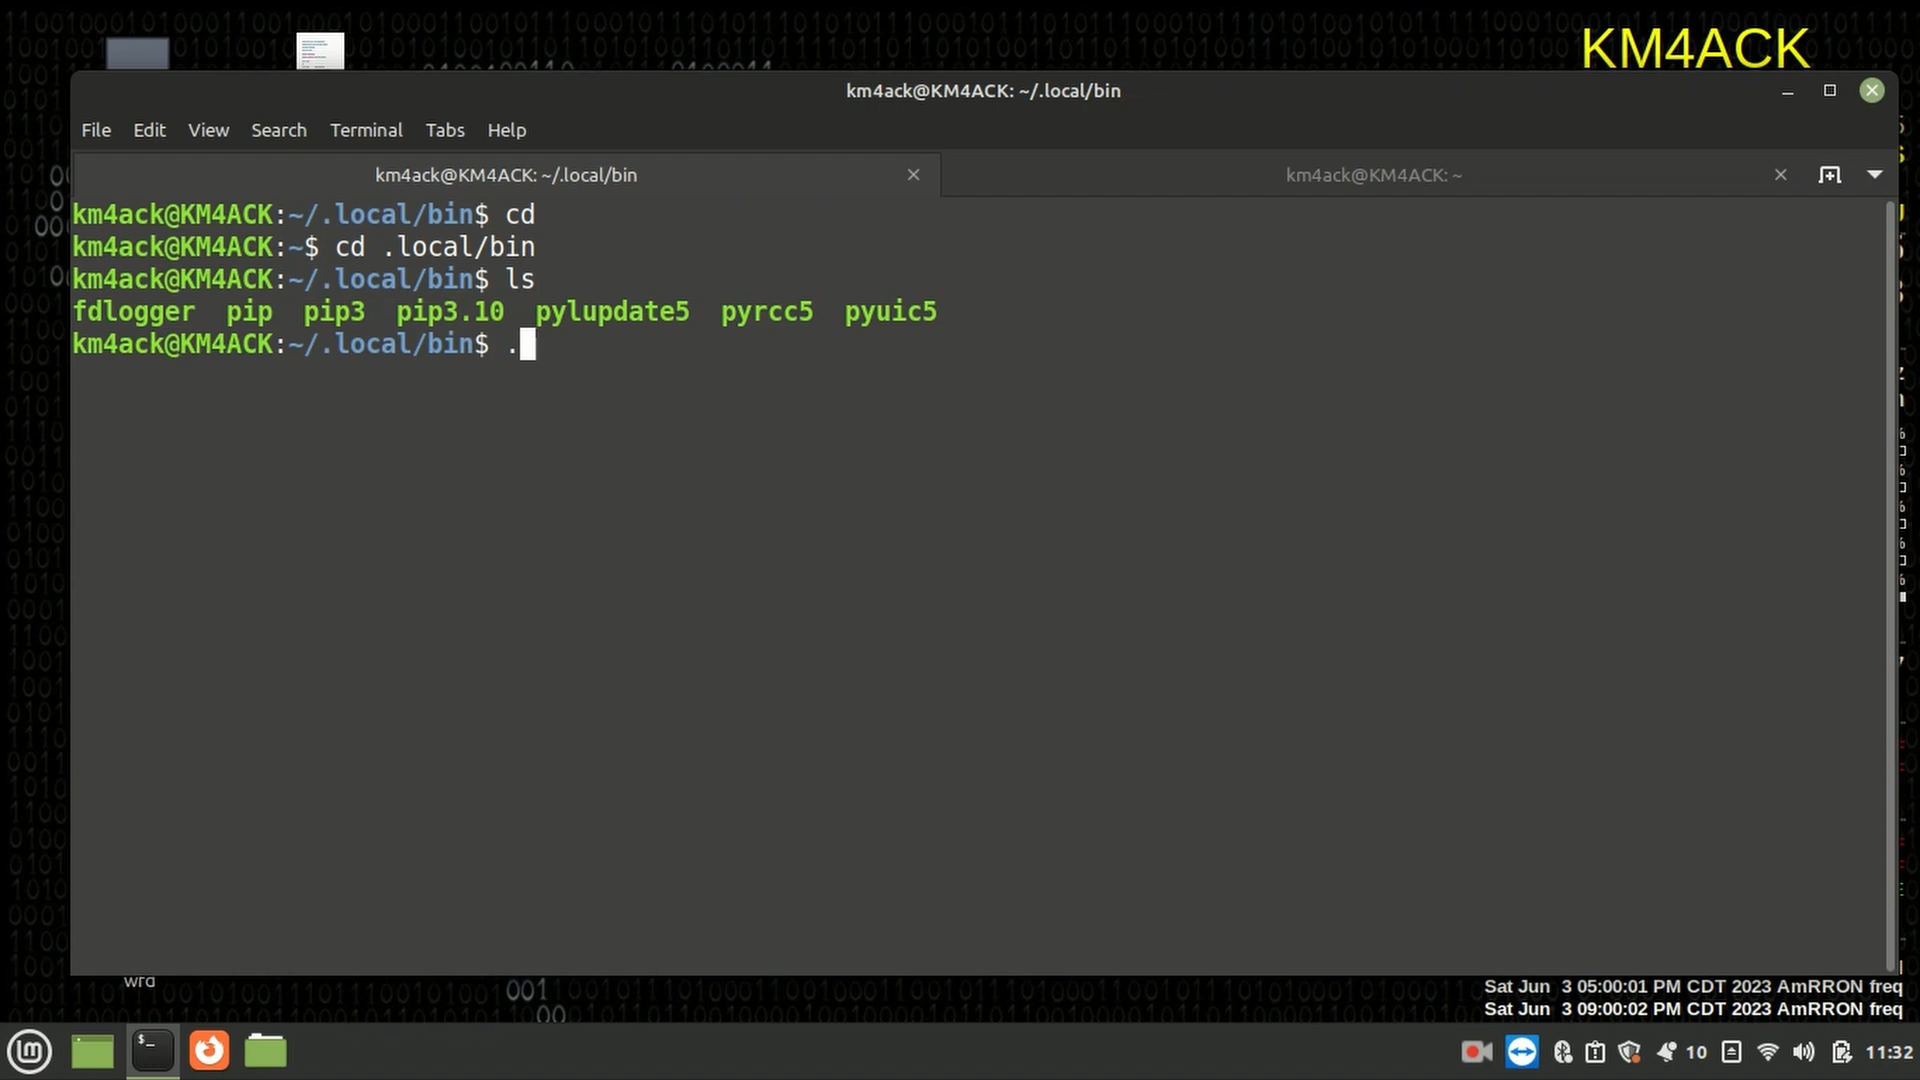 KM4ACK
km4ack@KM4ACK: ~/.local/bin
File Edit View Search Terminal Tabs Help
km4ack@KM4ACK: ~/.local/bin
km4ack@KM4ACK: ~
km4ack@KM4ACK:~/.local/bin$ cd
km4ack@KM4ACK:~$ cd .local/bin
km4ack@KM4ACK:~/.local/bin$ ls
fdlogger pip pip3 pip3.10 pylupdate5 pyrcc5 pyuic5
km4ack@KM4ACK:~/.local/bin$ .
Sat Jun 3 05:00:01 PM CDT 2023 AmRRON freq
Sat Jun 3 09:00:02 PM CDT 2023 AmRRON freq
10
11:32